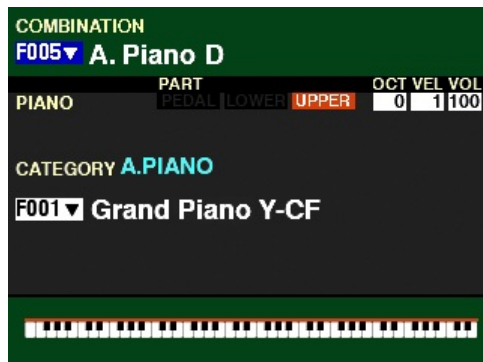 COMBINATION
F005▼ A. Piano D
PART OCT VEL VOL
PIANO PEDAL LOWER UPPER 0 1 100
CATEGORY A.PIANO
F001▼ Grand Piano Y-CF